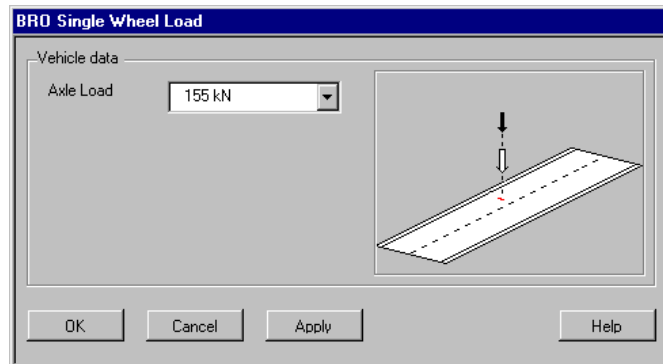 BRO Single Wheel Load
Vehicle data
Axle Load
155 kN
OK
Cancel
Apply
Help